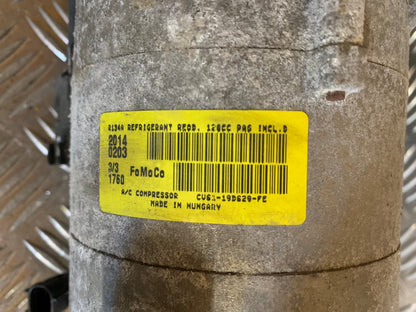 R134A REFRIGERANT REQD. 120CC PAG INCL.D
2014
0203
3/3 FoMoCo
1760
A/C COMPRESSOR CV61-19D629-FE
MADE IN HUNGARY